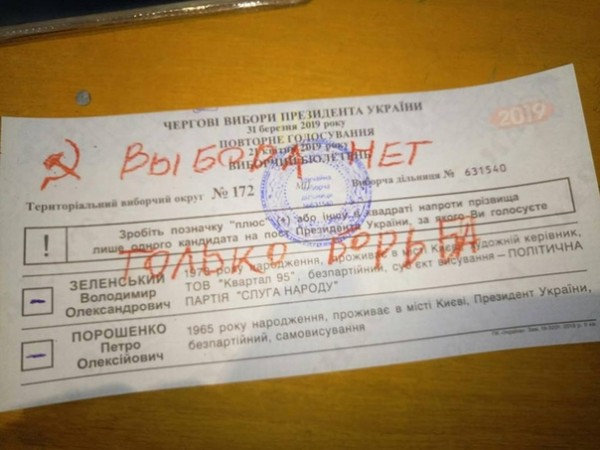 ЧЕРГОВІ ВИБОРИ ПРЕЗИДЕНТА УКРАЇНИ
31 березня 2019 року
2019
ПОВТОРНЕ ГОЛОСУВАННЯ
21 квітня 2019 року
ВИБОРЧИЙ БЮЛЕТЕНЬ
ВЫБОРА НЕТ
Територіальний виборчий округ № 172 Виборча дільниця № 631540
! Зробіть позначку "плюс" (+) або іншу в квадраті напроти прізвища
лише одного кандидата на пост Президента України, за якого Ви голосуєте
ТОЛЬКО БОРЬБА
ЗЕЛЕНСЬКИЙ
Володимир
Олександрович
року народження, проживає в місті Києві, художній керівник,
ТОВ "Квартал 95", безпартійний, суб'єкт висування – ПОЛІТИЧНА
ПАРТІЯ "СЛУГА НАРОДУ"
ПОРОШЕНКО
Петро
Олексійович
1965 року народження, проживає в місті Києві, Президент України,
безпартійний, самовисування